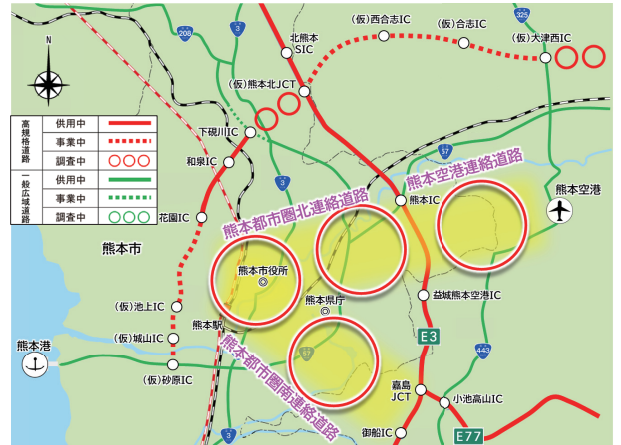 N
高規格道路
供用中
事業中
調査中
一般広域道路
供用中
事業中
調査中
208
3
北熊本
SIC
(仮)西合志IC
(仮)合志IC
325
(仮)大津西IC
(仮)熊本北JCT
下硯川IC
和泉IC
花園IC
3
57
熊本都市圏北連絡道路
熊本空港連絡道路
熊本IC
熊本空港
熊本市
熊本市役所
熊本県庁
益城熊本空港IC
(仮)池上IC
(仮)城山IC
熊本駅
熊本港
(仮)砂原IC
57
熊本都市圏南連絡道路
E3
443
嘉島
JCT
小池高山IC
御船IC
3
E77